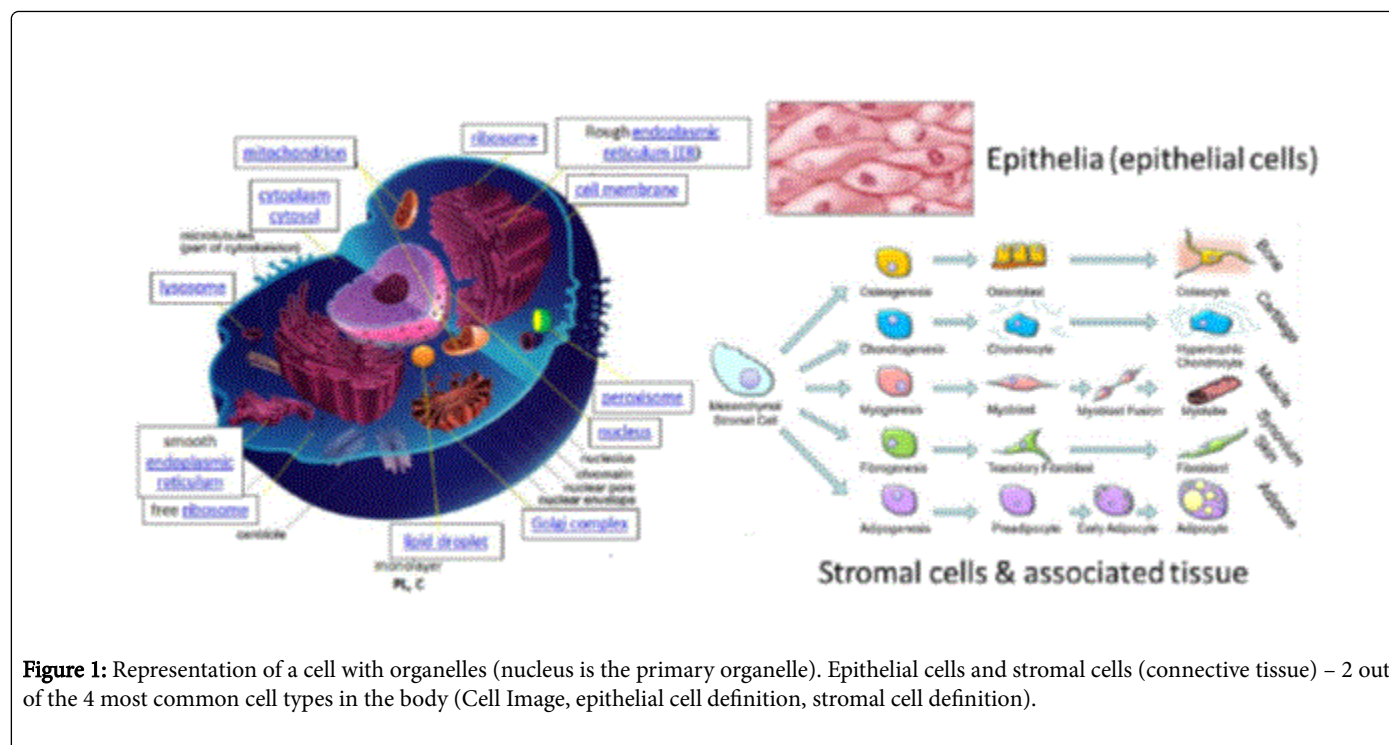 mitochondrion
ribosome
Rough endoplasmic
reticulum (ER)
cell membrane
cytoplasm
cytosol
microtubules
(part of cytoskeleton)
lysosome
peroxisome
nucleus
nucleolus
chromatin
nuclear pore
nuclear envelope
Golgi complex
smooth
endoplasmic
reticulum
free ribosome
centriole
lipid droplet
monolayer
PL, C
Epithelia (epithelial cells)
Mesenchymal
Stromal Cell
Osteogenesis
Osteoblast
Osteocyte
Bone
Chondrogenesis
Chondrocyte
Hypertrophic
Chondrocyte
Cartilage
Myogenesis
Myoblast
Myoblast Fusion
Myotube
Muscle
Fibrogenesis
Transitory Fibroblast
Fibroblast
Synovium
Skin
Adipogenesis
Preadipocyte
Early Adipocyte
Adipocyte
Adipose
Stromal cells & associated tissue
Figure 1: Representation of a cell with organelles (nucleus is the primary organelle). Epithelial cells and stromal cells (connective tissue) – 2 out
of the 4 most common cell types in the body (Cell Image, epithelial cell definition, stromal cell definition).